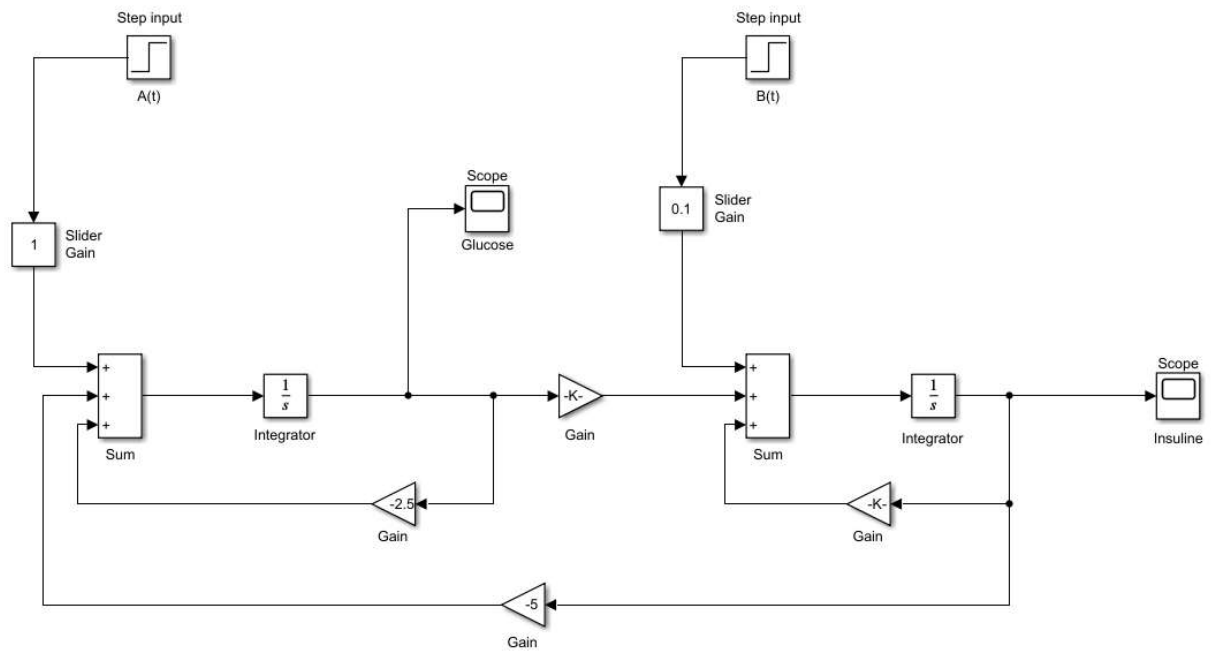 Step input
A(t)
Step input
B(t)
Scope
Glucose
1
Slider
Gain
0.1
Slider
Gain
+
+
+
Sum
1
s
Integrator
-K-
Gain
+
+
+
Sum
1
s
Integrator
Scope
Insuline
-2.5
Gain
-K-
Gain
-5
Gain